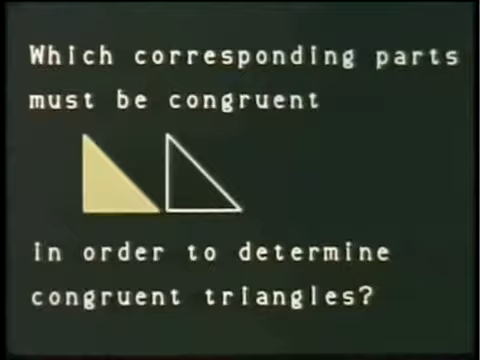 Which corresponding parts
must be congruent
in order to determine
congruent triangles?